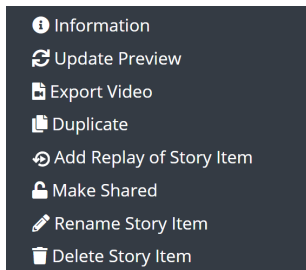 Information
Update Preview
Export Video
Duplicate
Add Replay of Story Item
Make Shared
Rename Story Item
Delete Story Item